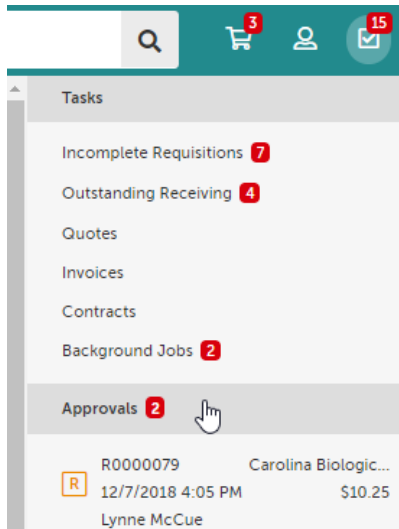 3
15
Tasks
Incomplete Requisitions 7
Outstanding Receiving 4
Quotes
Invoices
Contracts
Background Jobs 2
Approvals 2
R0000079 Carolina Biologic...
R 12/7/2018 4:05 PM $10.25
Lynne McCue